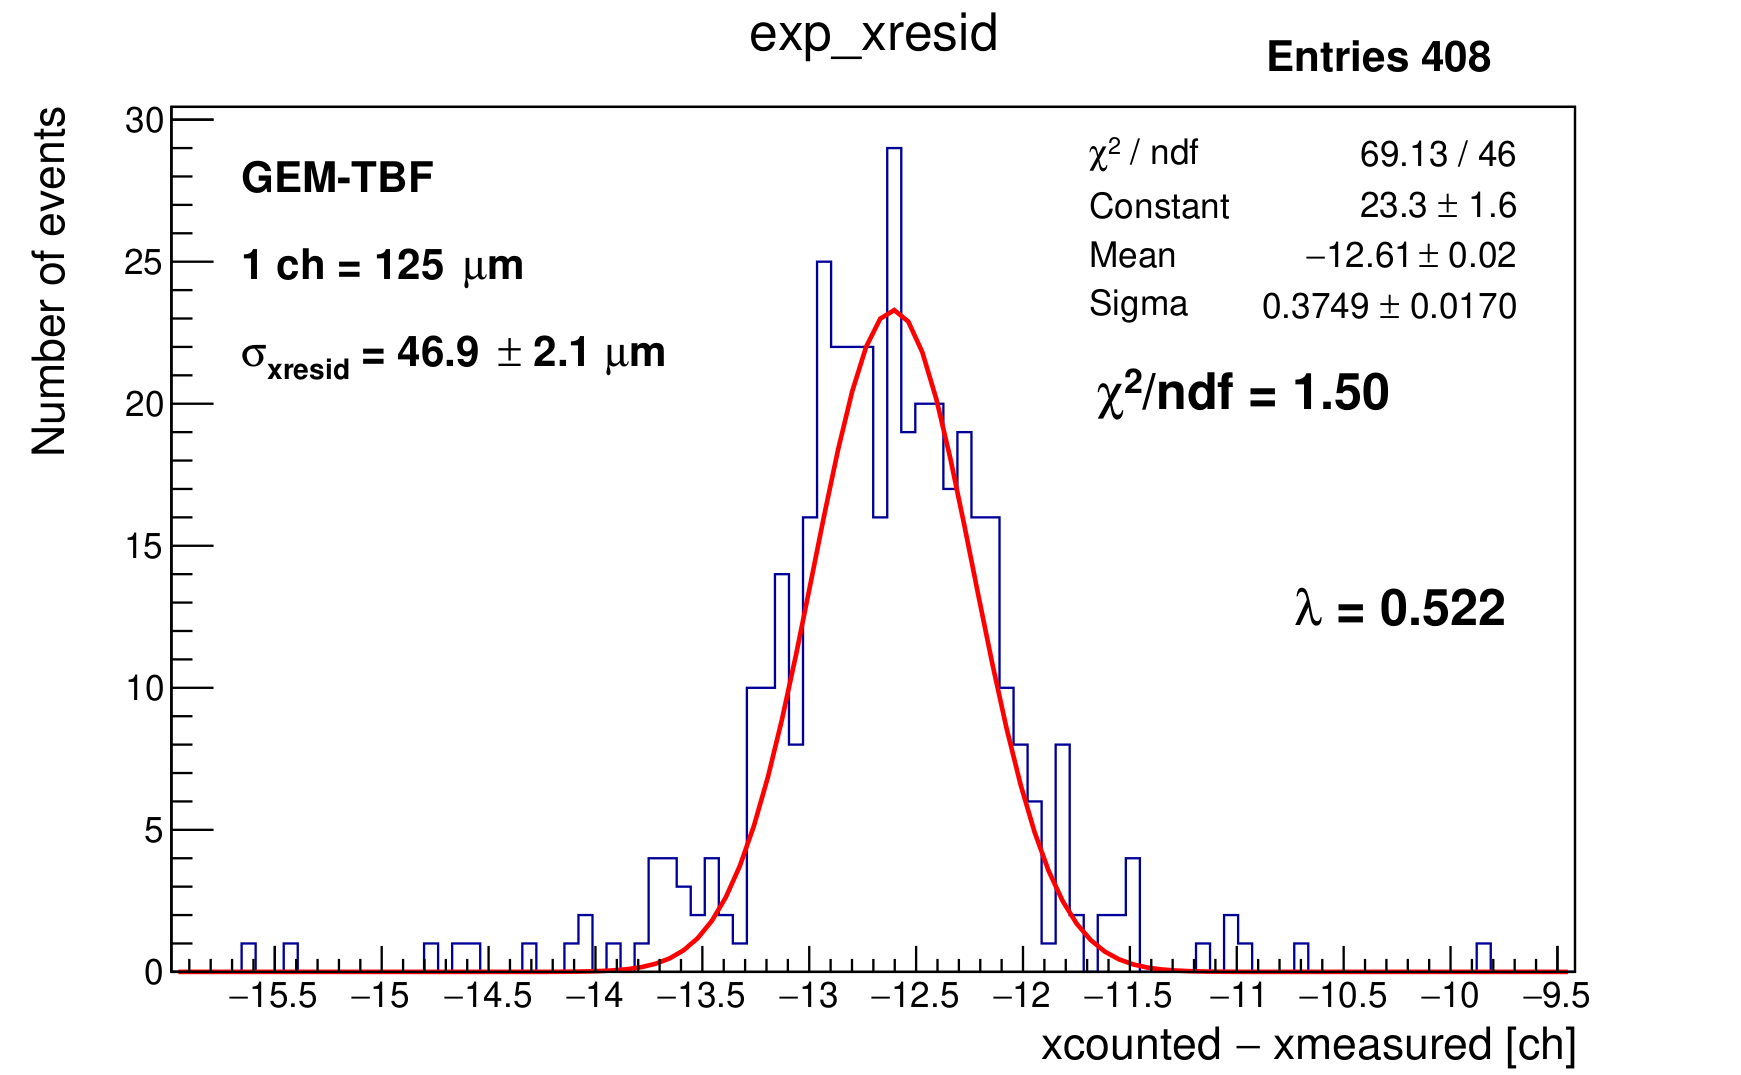 exp_xresid
Entries 408
Number of events
30
25
20
15
10
5
0
GEM-TBF
1 ch = 125 μm
σxresid = 46.9 ± 2.1 μm
χ² / ndf 69.13 / 46
Constant 23.3 ± 1.6
Mean −12.61 ± 0.02
Sigma 0.3749 ± 0.0170
χ²/ndf = 1.50
λ = 0.522
−15.5 −15 −14.5 −14 −13.5 −13 −12.5 −12 −11.5 −11 −10.5 −10 −9.5
xcounted − xmeasured [ch]